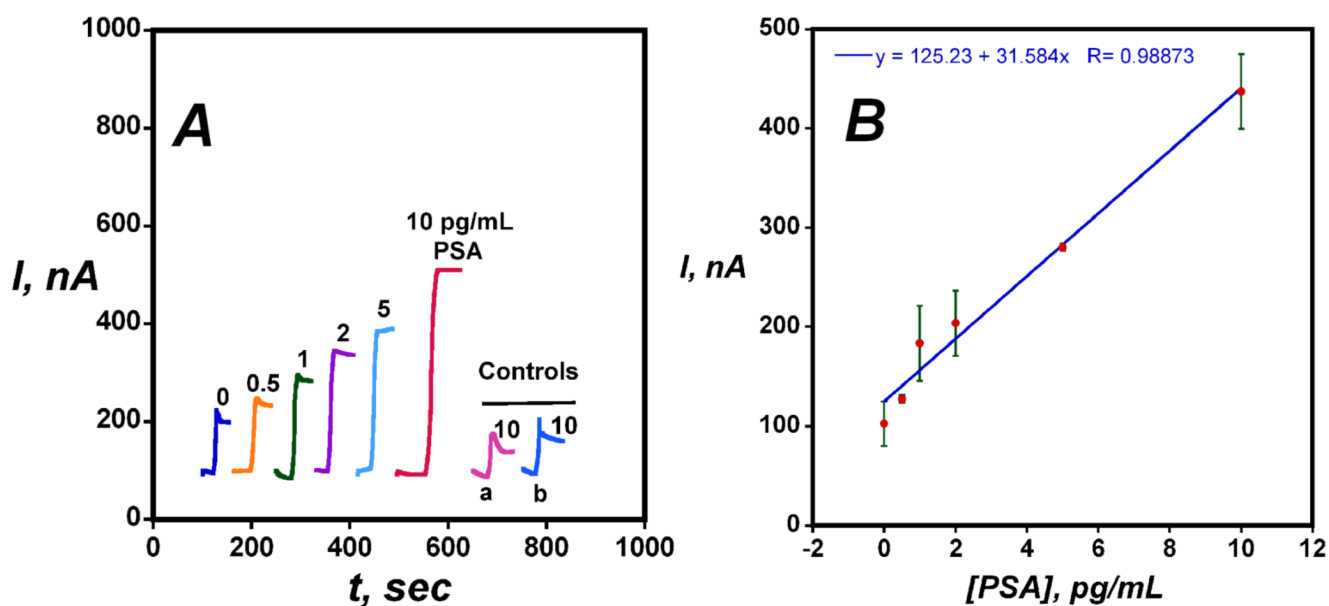 A
I, nA
1000
800
600
400
200
0
0
200
400
600
800
1000
t, sec
0
0.5
1
2
5
10 pg/mL
PSA
Controls
10
10
a
b
B
y = 125.23 + 31.584x R= 0.98873
I, nA
500
400
300
200
100
0
-2
0
2
4
6
8
10
12
[PSA], pg/mL